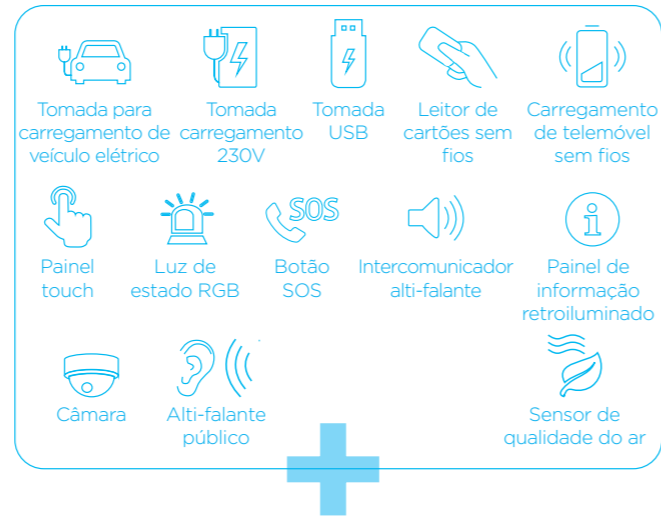 Tomada para
carregamento de
veículo elétrico
Tomada
carregamento
230V
Tomada
USB
Leitor de
cartões sem
fios
Carregamento
de telemóvel
sem fios
SOS
Painel
touch
Luz de
estado RGB
Botão
SOS
Intercomunicador
alti-falante
i
Painel de
informação
retroiluminado
Câmara
Alti-falante
público
Sensor de
qualidade do ar